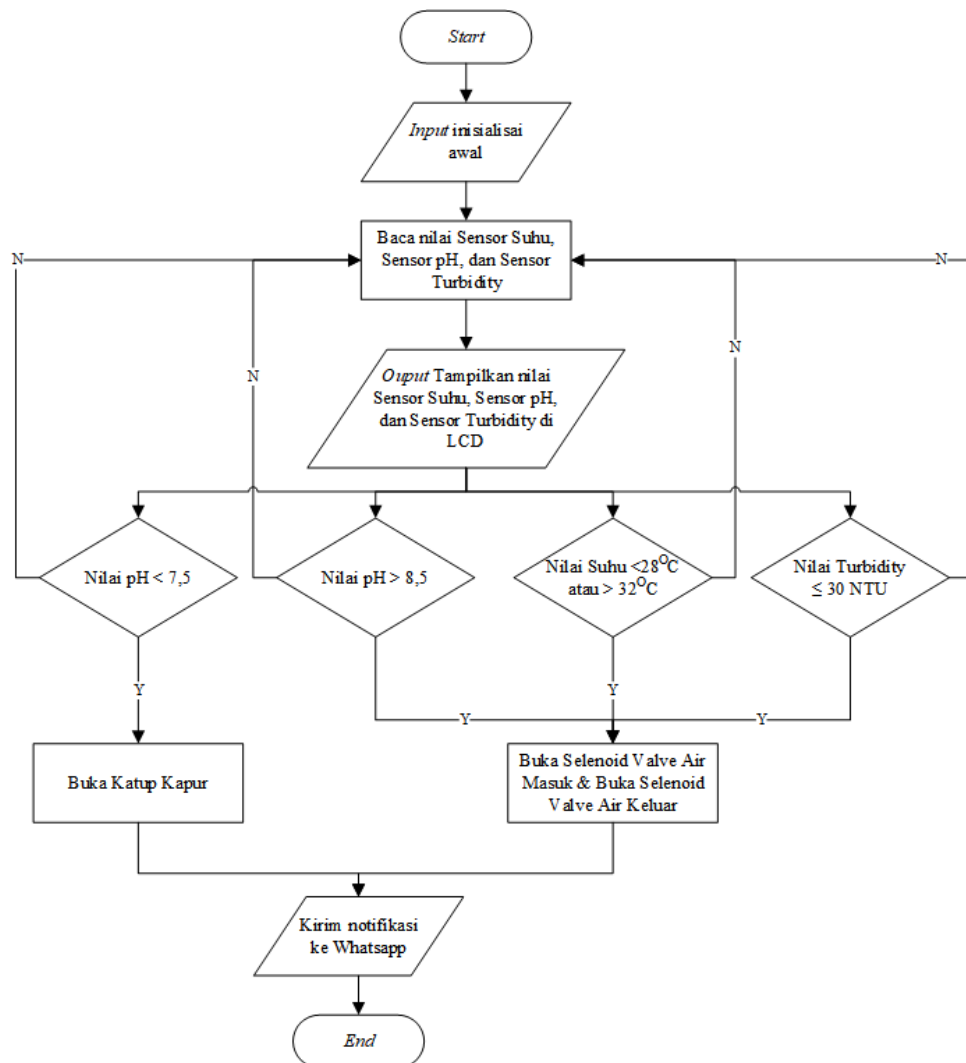 Start
Input inisialisai
awal
Baca nilai Sensor Suhu,
Sensor pH, dan Sensor
Turbidity
N
N
N
N
Ouput Tampilkan nilai
Sensor Suhu, Sensor pH,
dan Sensor Turbidity di
LCD
Nilai pH < 7,5
Nilai pH > 8,5
Nilai Suhu <28°C
atau > 32°C
Nilai Turbidity
≤ 30 NTU
Y
Y
Y
Y
Buka Katup Kapur
Buka Selenoid Valve Air
Masuk & Buka Selenoid
Valve Air Keluar
Kirim notifikasi
ke Whatsapp
End